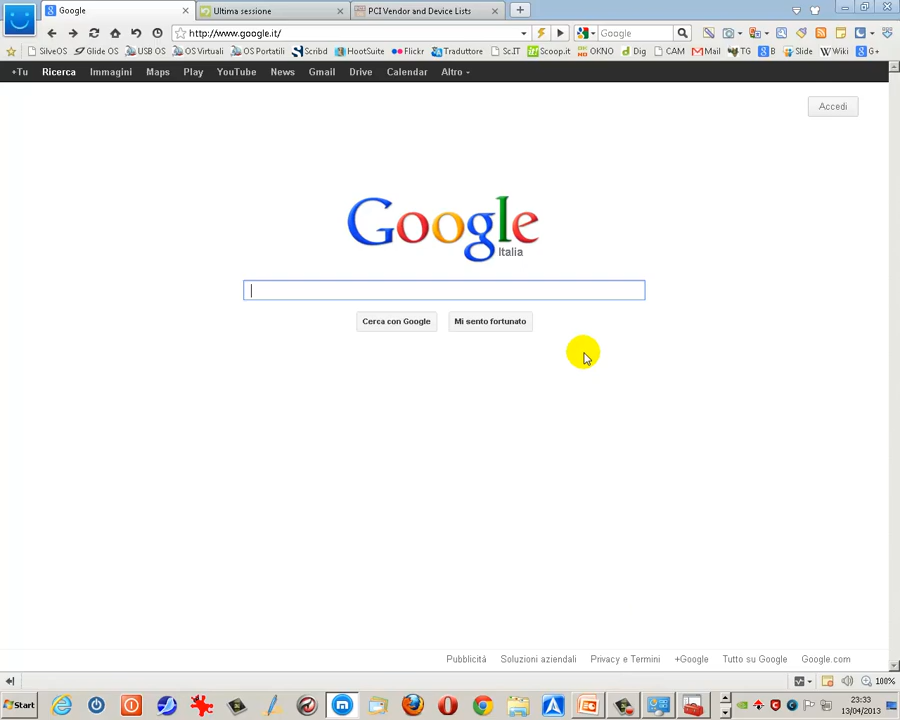 Google
Ultima sessione
PCI Vendor and Device Lists
http://www.google.it/
Google
SilveOS
Glide OS
USB OS
OS Virtuali
OS Portatili
Scribd
HootSuite
Flickr
Traduttore
Sc.IT
Scoop.it
OKNO
Dig
CAM
Mail
TG
B
Slide
Wiki
G+
+Tu Ricerca Immagini Maps Play YouTube News Gmail Drive Calendar Altro
Accedi
Google
Italia
Cerca con Google
Mi sento fortunato
Pubblicità Soluzioni aziendali Privacy e Termini +Google Tutto su Google Google.com
100%
Start
23:33
13/04/2013